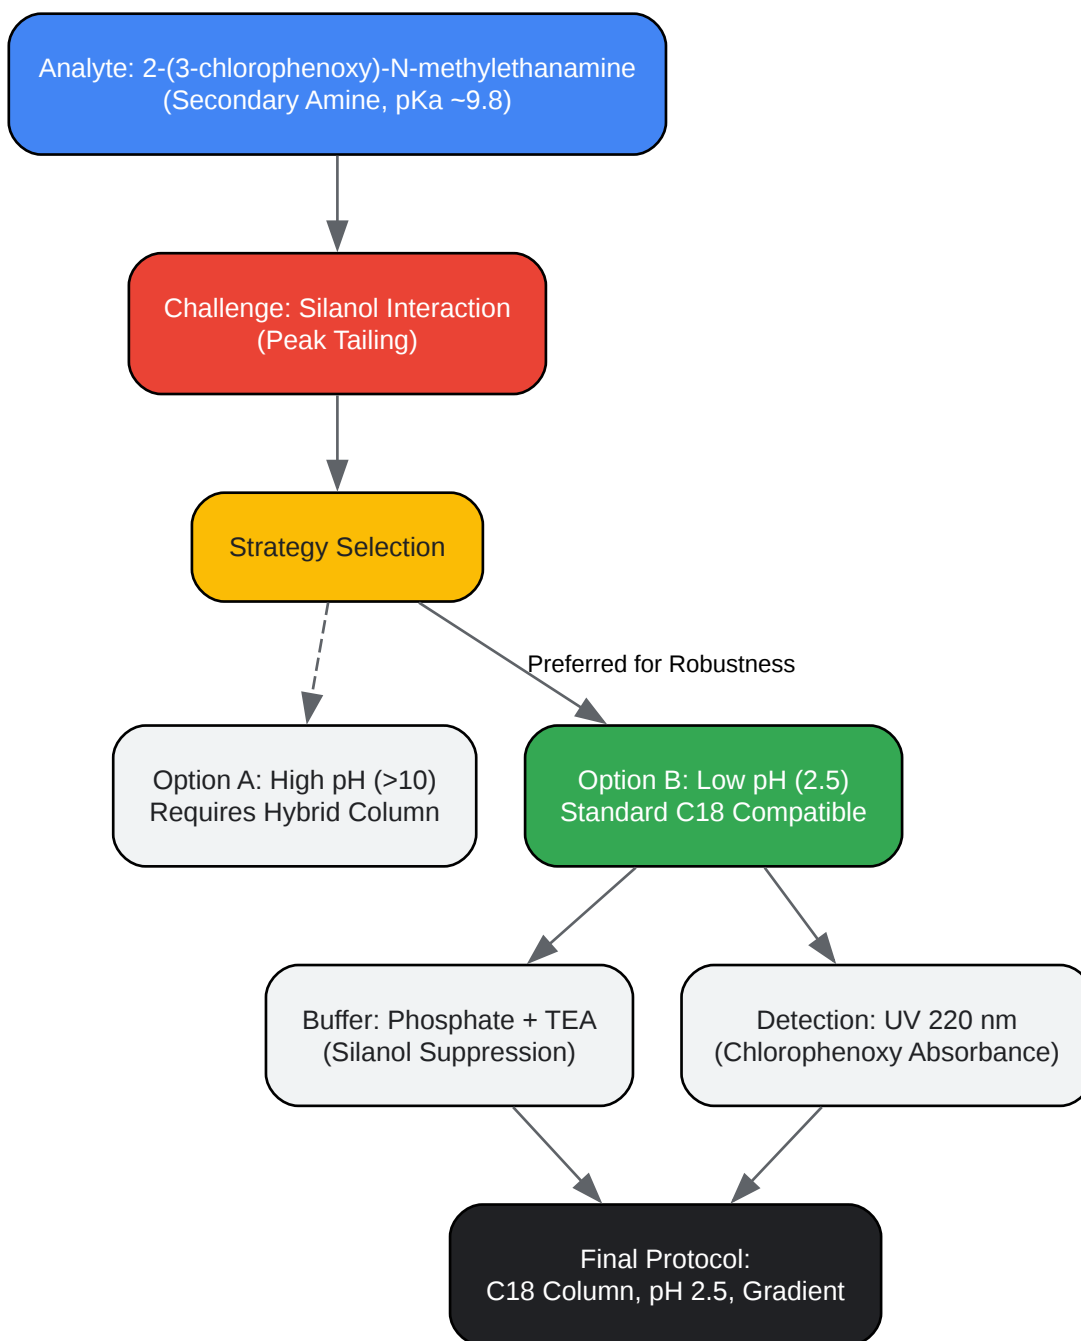 Analyte: 2-(3-chlorophenoxy)-N-methylethanamine
(Secondary Amine, pKa ~9.8)
Challenge: Silanol Interaction
(Peak Tailing)
Strategy Selection
Preferred for Robustness
Option A: High pH (>10)
Requires Hybrid Column
Option B: Low pH (2.5)
Standard C18 Compatible
Buffer: Phosphate + TEA
(Silanol Suppression)
Detection: UV 220 nm
(Chlorophenoxy Absorbance)
Final Protocol:
C18 Column, pH 2.5, Gradient